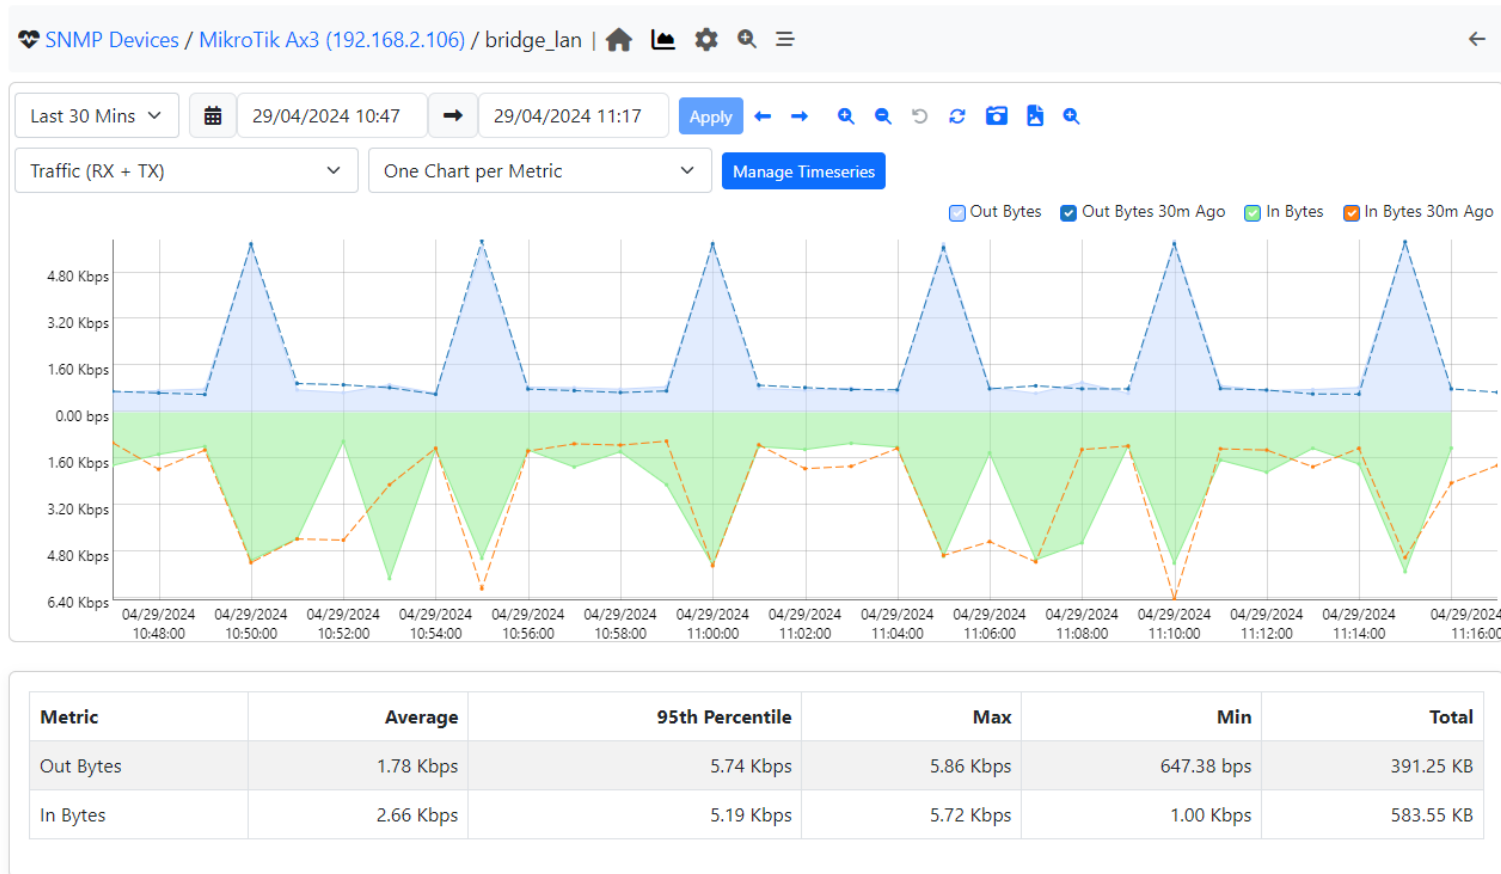 SNMP Devices / MikroTik Ax3 (192.168.2.106) / bridge_lan |
Last 30 Mins 29/04/2024 10:47 29/04/2024 11:17 Apply
Traffic (RX + TX) One Chart per Metric Manage Timeseries
Out Bytes Out Bytes 30m Ago In Bytes In Bytes 30m Ago
4.80 Kbps
3.20 Kbps
1.60 Kbps
0.00 bps
1.60 Kbps
3.20 Kbps
4.80 Kbps
6.40 Kbps
04/29/2024 04/29/2024 04/29/2024 04/29/2024 04/29/2024 04/29/2024 04/29/2024 04/29/2024 04/29/2024 04/29/2024 04/29/2024 04/29/2024 04/29/2024 04/29/2024 04/29/2024
10:48:00 10:50:00 10:52:00 10:54:00 10:56:00 10:58:00 11:00:00 11:02:00 11:04:00 11:06:00 11:08:00 11:10:00 11:12:00 11:14:00 11:16:00
Metric Average 95th Percentile Max Min Total
Out Bytes 1.78 Kbps 5.74 Kbps 5.86 Kbps 647.38 bps 391.25 KB
In Bytes 2.66 Kbps 5.19 Kbps 5.72 Kbps 1.00 Kbps 583.55 KB